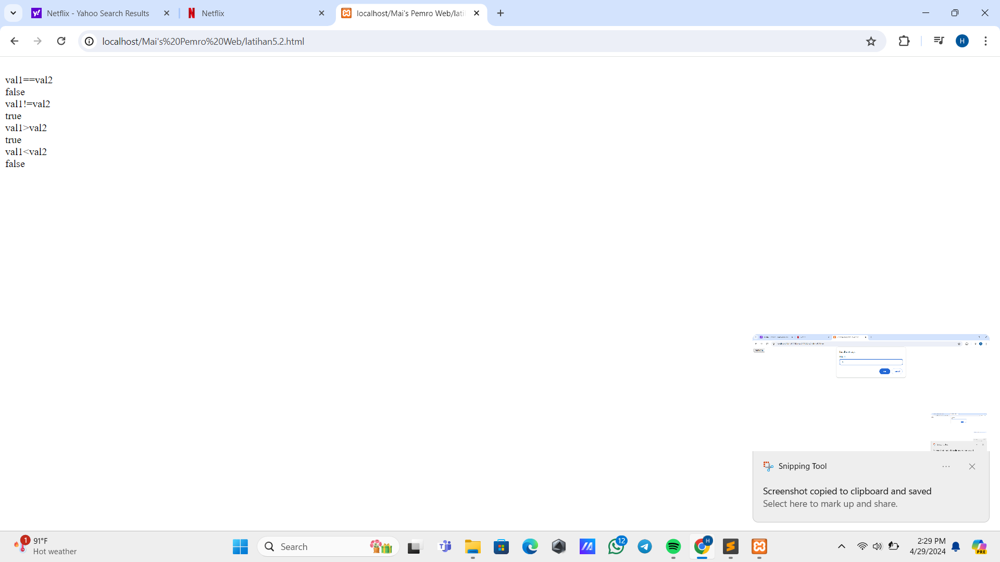 Netflix - Yahoo Search Results
Netflix
localhost/Mai's Pemro Web/lati
localhost/Mai's%20Pemro%20Web/latihan5.2.html
H
val1==val2
false
val1!=val2
true
val1>val2
true
val1<val2
false
Snipping Tool
Screenshot copied to clipboard and saved
Select here to mark up and share.
1
91°F
Hot weather
Search
12
H
2:29 PM
4/29/2024
PRE